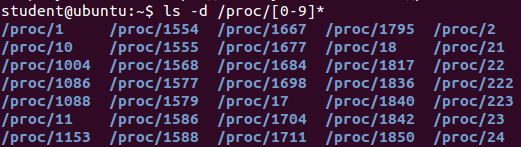 student@ubuntu:~$ ls -d /proc/[0-9]*
/proc/1 /proc/1554 /proc/1667 /proc/1795 /proc/2
/proc/10 /proc/1555 /proc/1677 /proc/18 /proc/21
/proc/1004 /proc/1568 /proc/1684 /proc/1817 /proc/22
/proc/1086 /proc/1577 /proc/1698 /proc/1836 /proc/222
/proc/1088 /proc/1579 /proc/17 /proc/1840 /proc/223
/proc/11 /proc/1586 /proc/1704 /proc/1842 /proc/23
/proc/1153 /proc/1588 /proc/1711 /proc/1850 /proc/24